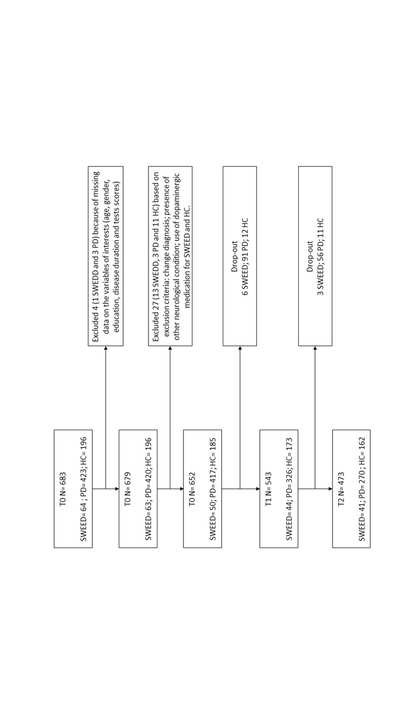 T0 N= 683
SWEED= 64 ; PD= 423; HC= 196
Excluded 4 (1 SWEDD and 3 PD) because of missing
data on the variables of interests (age, gender,
education, disease duration and tests scores)
T0 N= 679
SWEED= 63; PD= 420; HC= 196
Excluded 27 (13 SWEDD, 3 PD and 11 HC) based on
exclusion criteria: change diagnosis; presence of
other neurological condition; use of dopaminergic
medication for SWEED and HC.
T0 N= 652
SWEED= 50; PD= 417; HC= 185
Drop-out
6 SWEED; 91 PD; 12 HC
T1 N= 543
SWEED= 44; PD= 326; HC= 173
Drop-out
3 SWEED; 56 PD; 11 HC
T2 N= 473
SWEED= 41; PD= 270 ; HC= 162